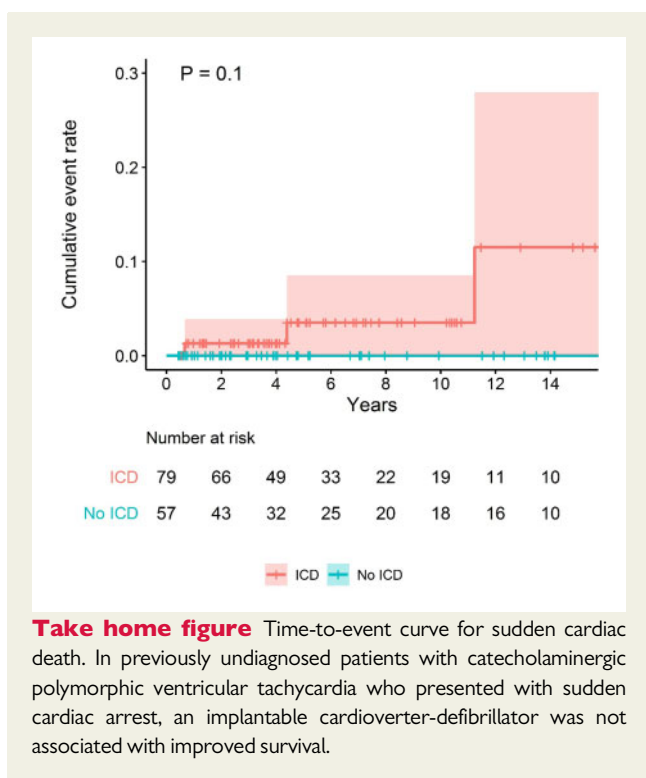 P = 0.1
Cumulative event rate
0.3
0.2
0.1
0.0
0 2 4 6 8 10 12 14
Years
Number at risk
ICD 79 66 49 33 22 19 11 10
No ICD 57 43 32 25 20 18 16 10
ICD No ICD
Take home figure Time-to-event curve for sudden cardiac
death. In previously undiagnosed patients with catecholaminergic
polymorphic ventricular tachycardia who presented with sudden
cardiac arrest, an implantable cardioverter-defibrillator was not
associated with improved survival.